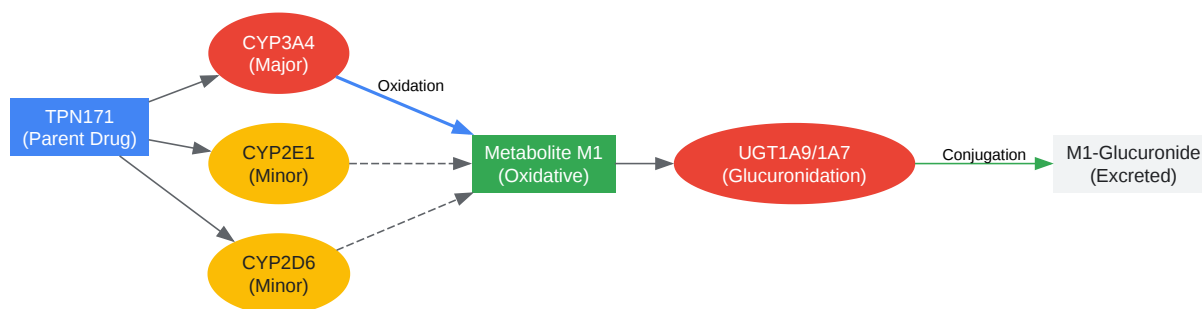 CYP3A4
(Major)
Oxidation
TPN171
(Parent Drug)
CYP2E1
(Minor)
Metabolite M1
(Oxidative)
UGT1A9/1A7
(Glucuronidation)
Conjugation
M1-Glucuronide
(Excreted)
CYP2D6
(Minor)